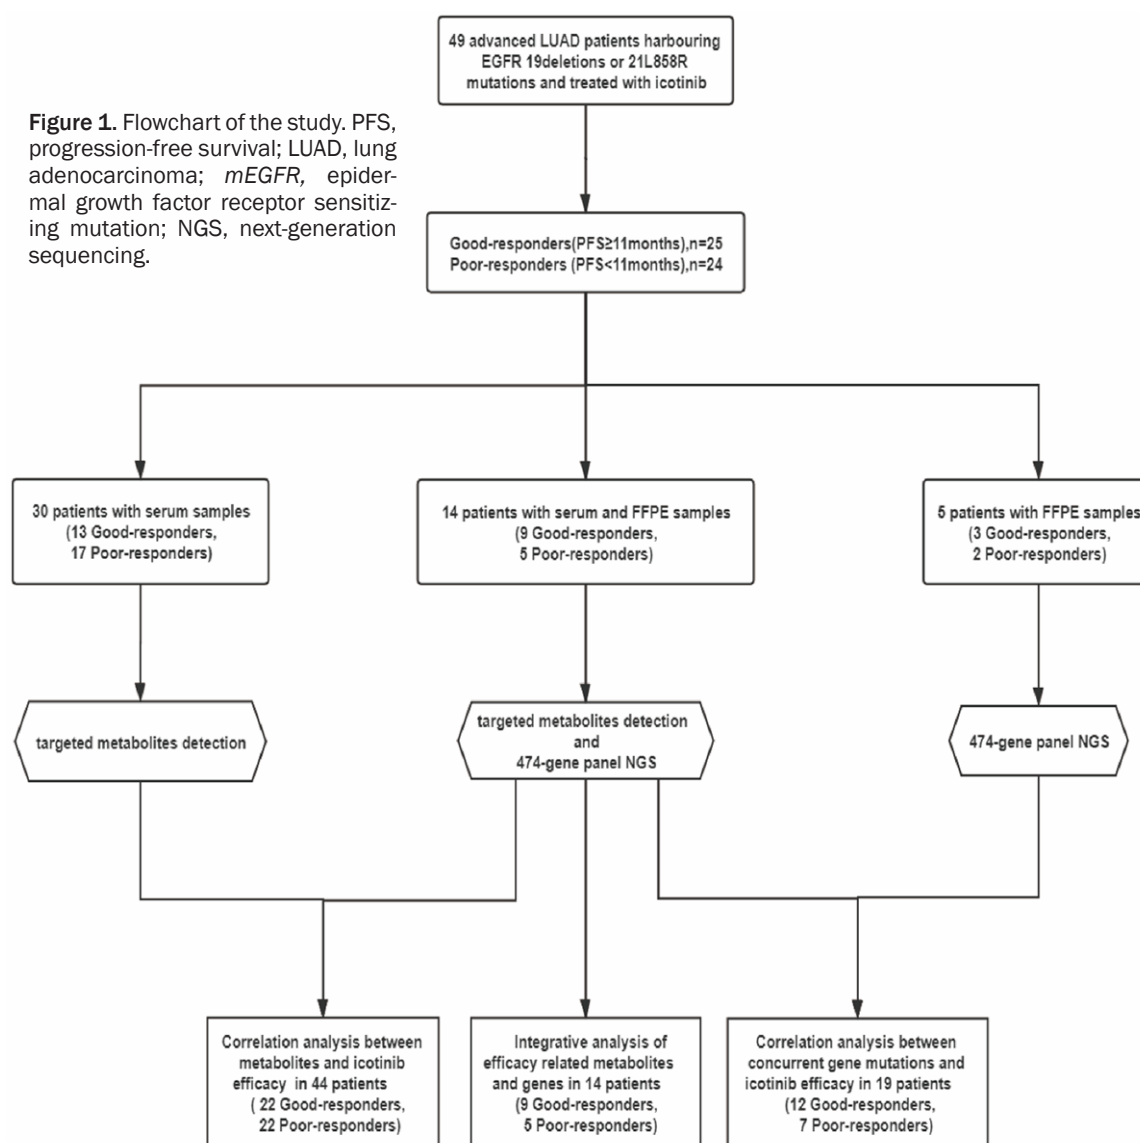 49 advanced LUAD patients harbouring
EGFR 19deletions or 21L858R
mutations and treated with icotinib
Figure 1. Flowchart of the study. PFS,
progression-free survival; LUAD, lung
adenocarcinoma; mEGFR, epider-
mal growth factor receptor sensitiz-
ing mutation; NGS, next-generation
sequencing.
Good-responders(PFS≥11months),n=25
Poor-responders (PFS<11months),n=24
30 patients with serum samples
(13 Good-responders,
17 Poor-responders)
14 patients with serum and FFPE samples
(9 Good-responders,
5 Poor-responders)
5 patients with FFPE samples
(3 Good-responders,
2 Poor-responders)
targeted metabolites detection
targeted metabolites detection
and
474-gene panel NGS
474-gene panel NGS
Correlation analysis between
metabolites and icotinib
efficacy in 44 patients
( 22 Good-responders,
22 Poor-responders)
Integrative analysis of
efficacy related metabolites
and genes in 14 patients
(9 Good-responders,
5 Poor-responders)
Correlation analysis between
concurrent gene mutations and
icotinib efficacy in 19 patients
(12 Good-responders,
7 Poor-responders)